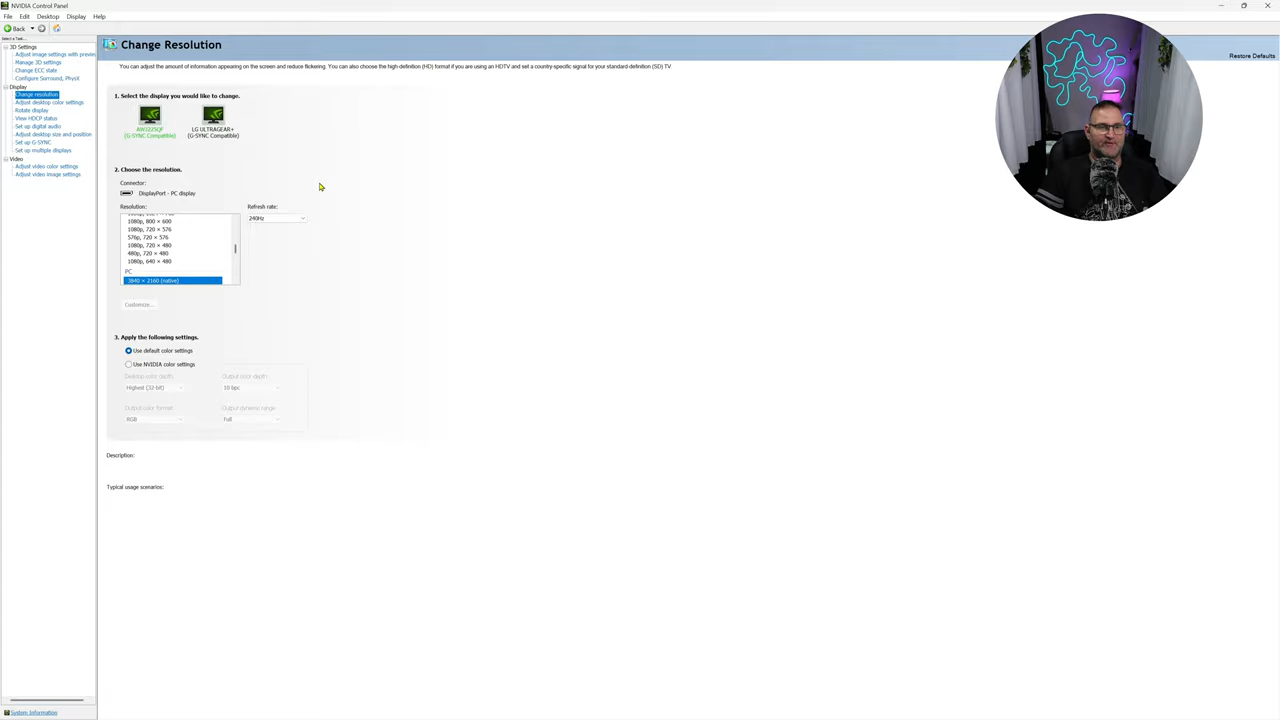 NVIDIA Control Panel
File Edit Desktop Display Help
Back
Select a Task...
3D Settings
Adjust image settings with preview
Manage 3D settings
Change ECC state
Configure Surround, PhysX
Display
Change resolution
Adjust desktop color settings
Rotate display
View HDCP status
Set up digital audio
Adjust desktop size and position
Set up G-SYNC
Set up multiple displays
Video
Adjust video color settings
Adjust video image settings
System Information
Change Resolution
Restore Defaults
You can adjust the amount of information appearing on the screen and reduce flickering. You can also choose the high-definition (HD) format if you are using an HDTV and set a country-specific signal for your standard-definition (SD) TV
1. Select the display you would like to change.
AW3225QF
(G-SYNC Compatible)
LG ULTRAGEAR+
(G-SYNC Compatible)
2. Choose the resolution.
Connector:
DisplayPort - PC display
Resolution:
Refresh rate:
240Hz
1080p, 800 × 600
1080p, 720 × 576
576p, 720 × 576
1080p, 720 × 480
480p, 720 × 480
1080p, 640 × 480
PC
3840 × 2160 (native)
Customize...
3. Apply the following settings.
Use default color settings
Use NVIDIA color settings
Desktop color depth:
Output color depth:
Highest (32-bit)
10 bpc
Output color format:
Output dynamic range:
RGB
Full
Description:
Typical usage scenarios: